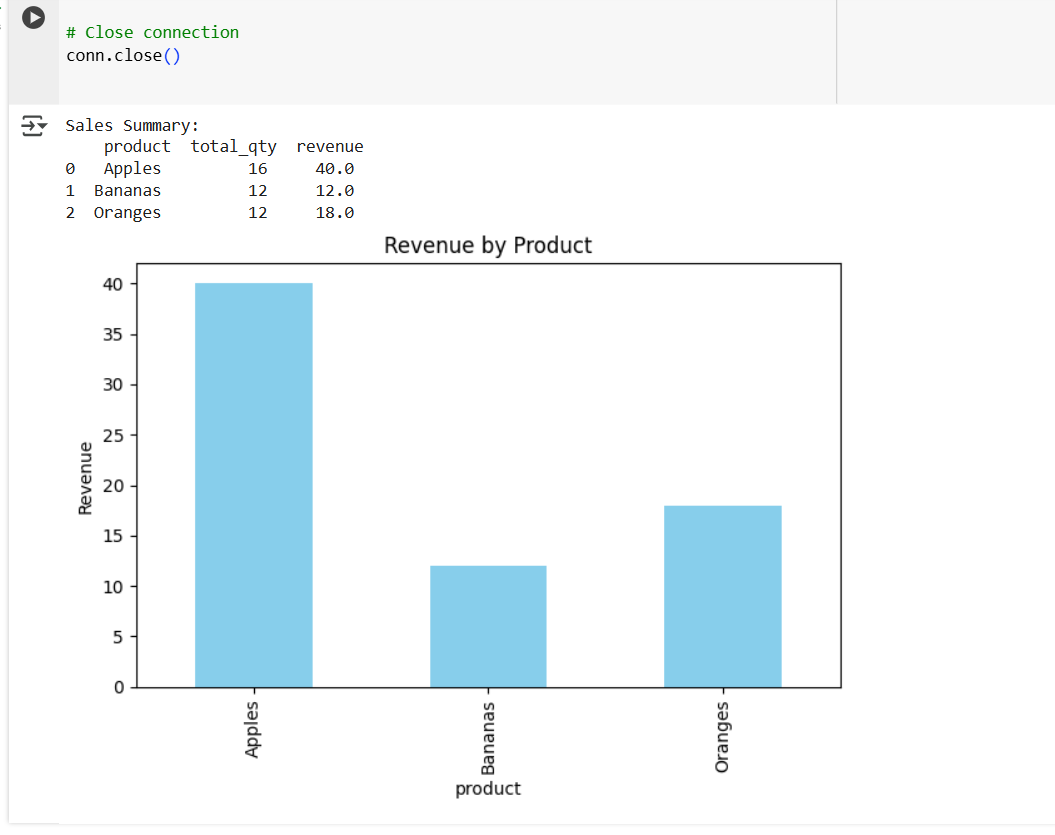 # Close connection
conn.close()
Sales Summary:
product total_qty revenue
0 Apples 16 40.0
1 Bananas 12 12.0
2 Oranges 12 18.0
Revenue by Product
40
35
30
25
20
15
10
5
0
Revenue
Apples
Bananas
Oranges
product